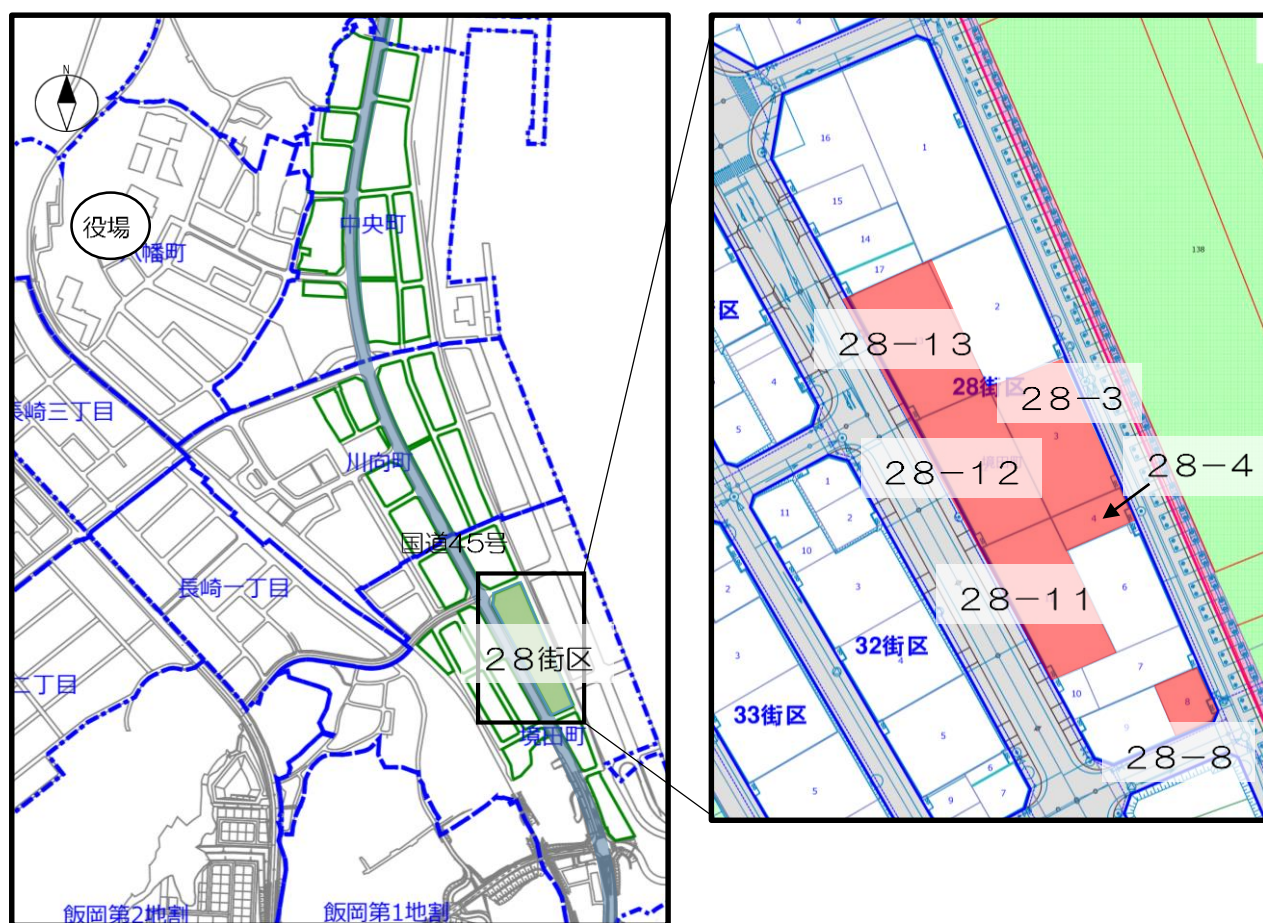 N
役場
八幡町
中央町
長崎三丁目
川向町
国道45号
長崎一丁目
28街区
二丁目
境田町
飯岡第2地割
飯岡第1地割
4
16
1
15
14
17
2
138
28-13
街区
28街区
4
28-3
3
5
28-12
28-4
1
11
2
4
10
6
3
28-11
2
32街区
4
7
3
10
8
33街区
9
5
28-8
6
5
9
7